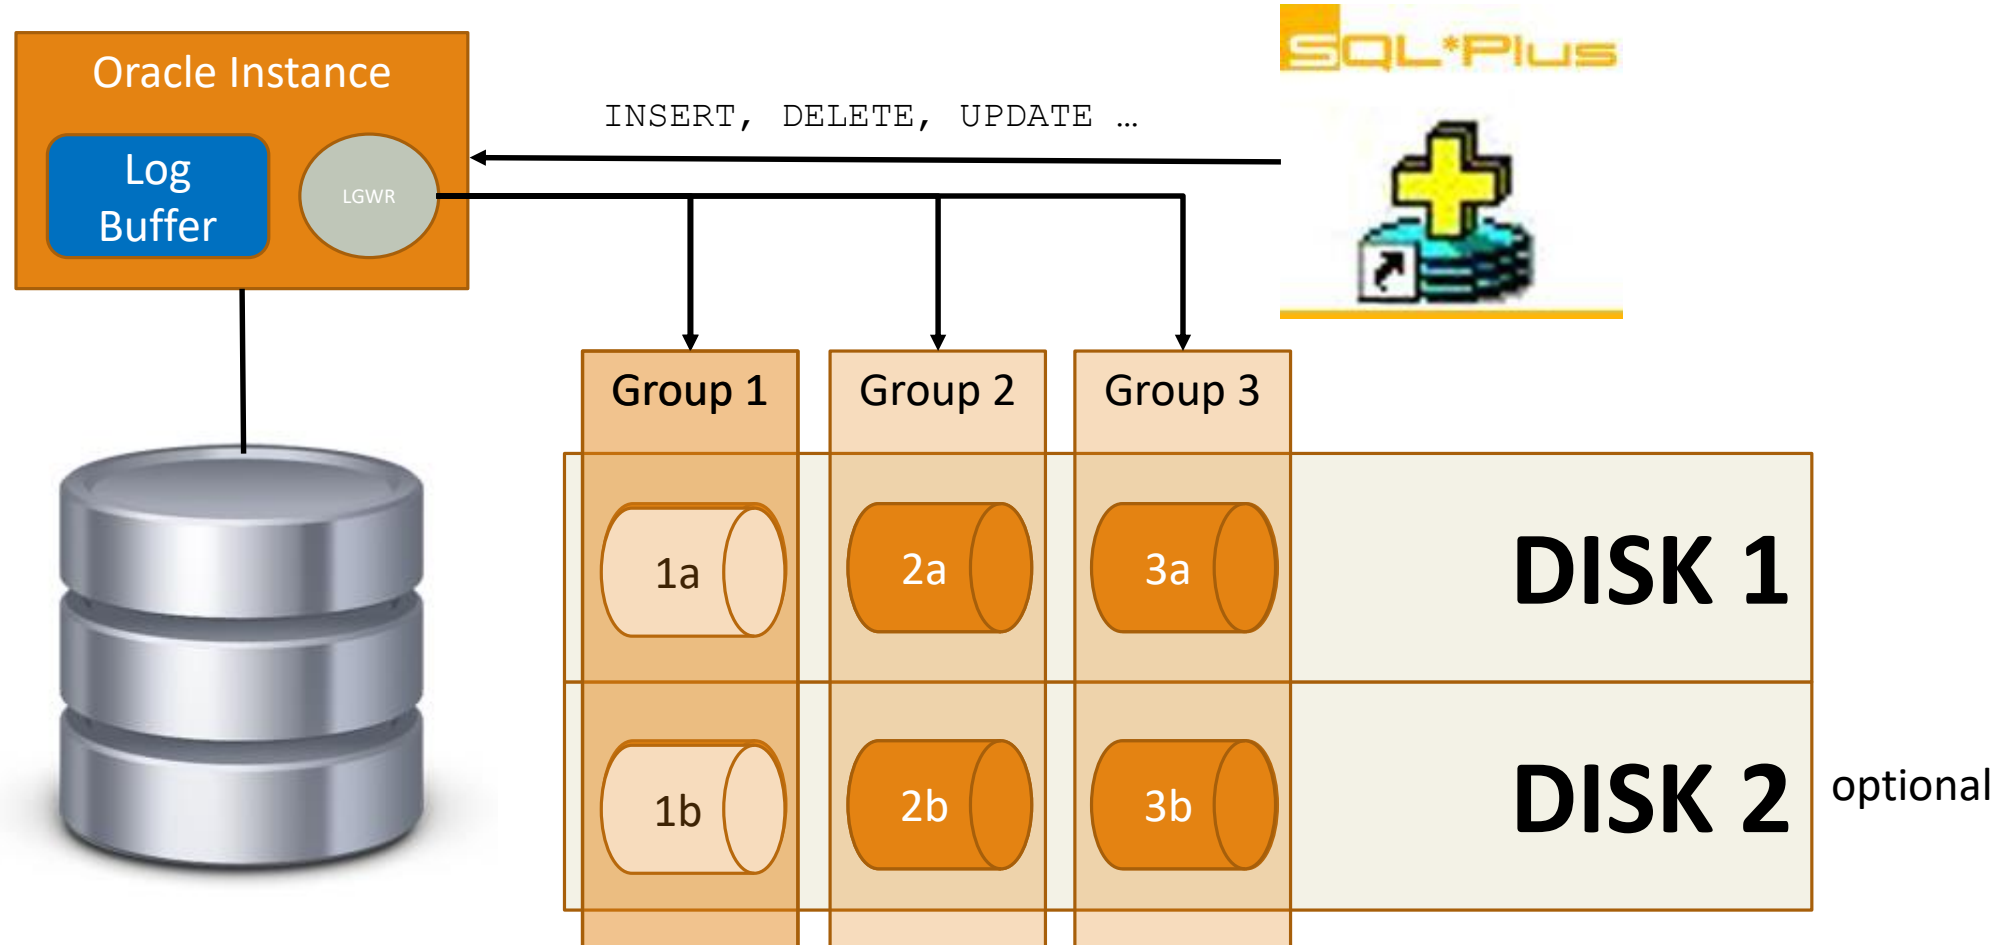 SQL*Plus
Oracle Instance
INSERT, DELETE, UPDATE …
Log
Buffer
LGWR
Group 1
Group 2
Group 3
1a
2a
3a
DISK 1
1b
2b
3b
DISK 2
optional